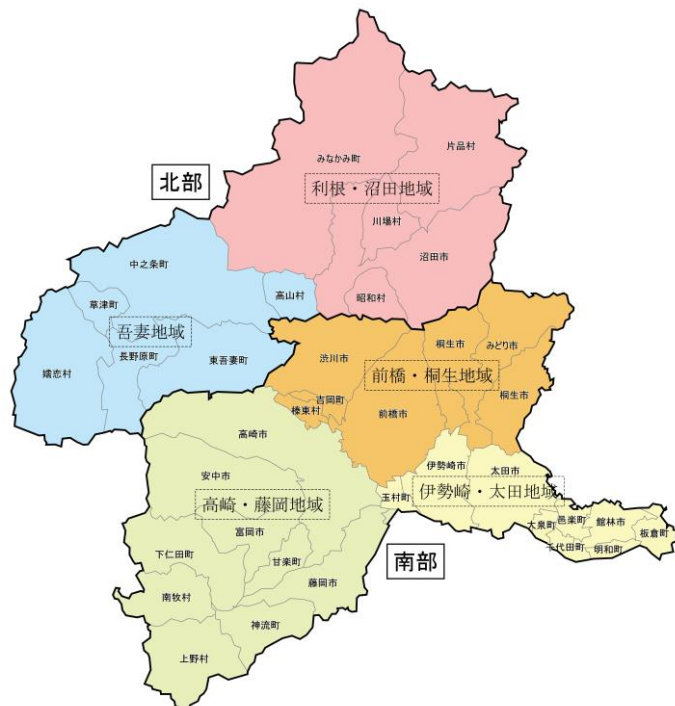 片品村
みなかみ町
北部
利根・沼田地域
川場村
沼田市
中之条町
高山村
昭和村
草津町
吾妻地域
長野原町
東吾妻町
嬬恋村
渋川市
桐生市
みどり市
前橋・桐生地域
吉岡町
桐生市
榛東村
前橋市
高崎市
伊勢崎市
太田市
安中市
玉村町
伊勢崎・太田地域
高崎・藤岡地域
大泉町
邑楽町
館林市
板倉町
千代田町
明和町
富岡市
下仁田町
甘楽町
南部
藤岡市
南牧村
神流町
上野村